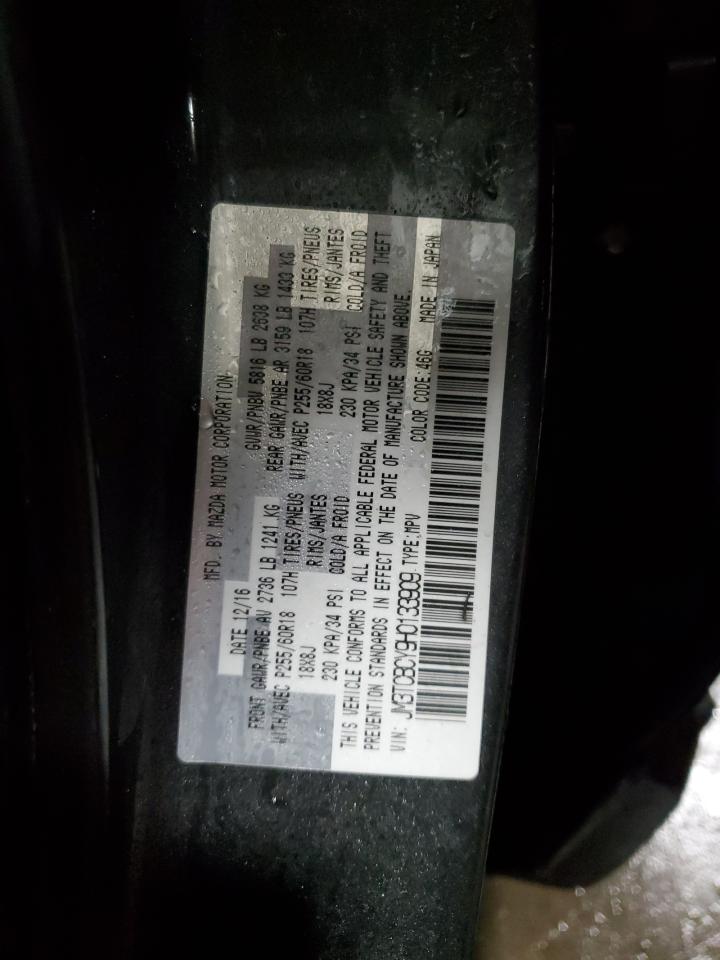 MFD. BY MAZDA MOTOR CORPORATION
DATE 12/16 GVWR/PNBV 5816 LB 2638 KG
FRONT GAWR/PNBE AV 2736 LB 1241 KG REAR GAWR/PNBE AR 3159 LB 1433 KG
WITH/AVEC P255/60R18 107H TIRES/PNEUS WITH/AVEC P255/60R18 107H TIRES/PNEUS
18X8J RIMS/JANTES 18X8J RIMS/JANTES
230 KPA/34 PSI COLD/A FROID 230 KPA/34 PSI COLD/A FROID
THIS VEHICLE CONFORMS TO ALL APPLICABLE FEDERAL MOTOR VEHICLE SAFETY AND THEFT
PREVENTION STANDARDS IN EFFECT ON THE DATE OF MANUFACTURE SHOWN ABOVE.
VIN: JM3TCBCY9H0133909 TYPE:MPV COLOR CODE:46G MADE IN JAPAN